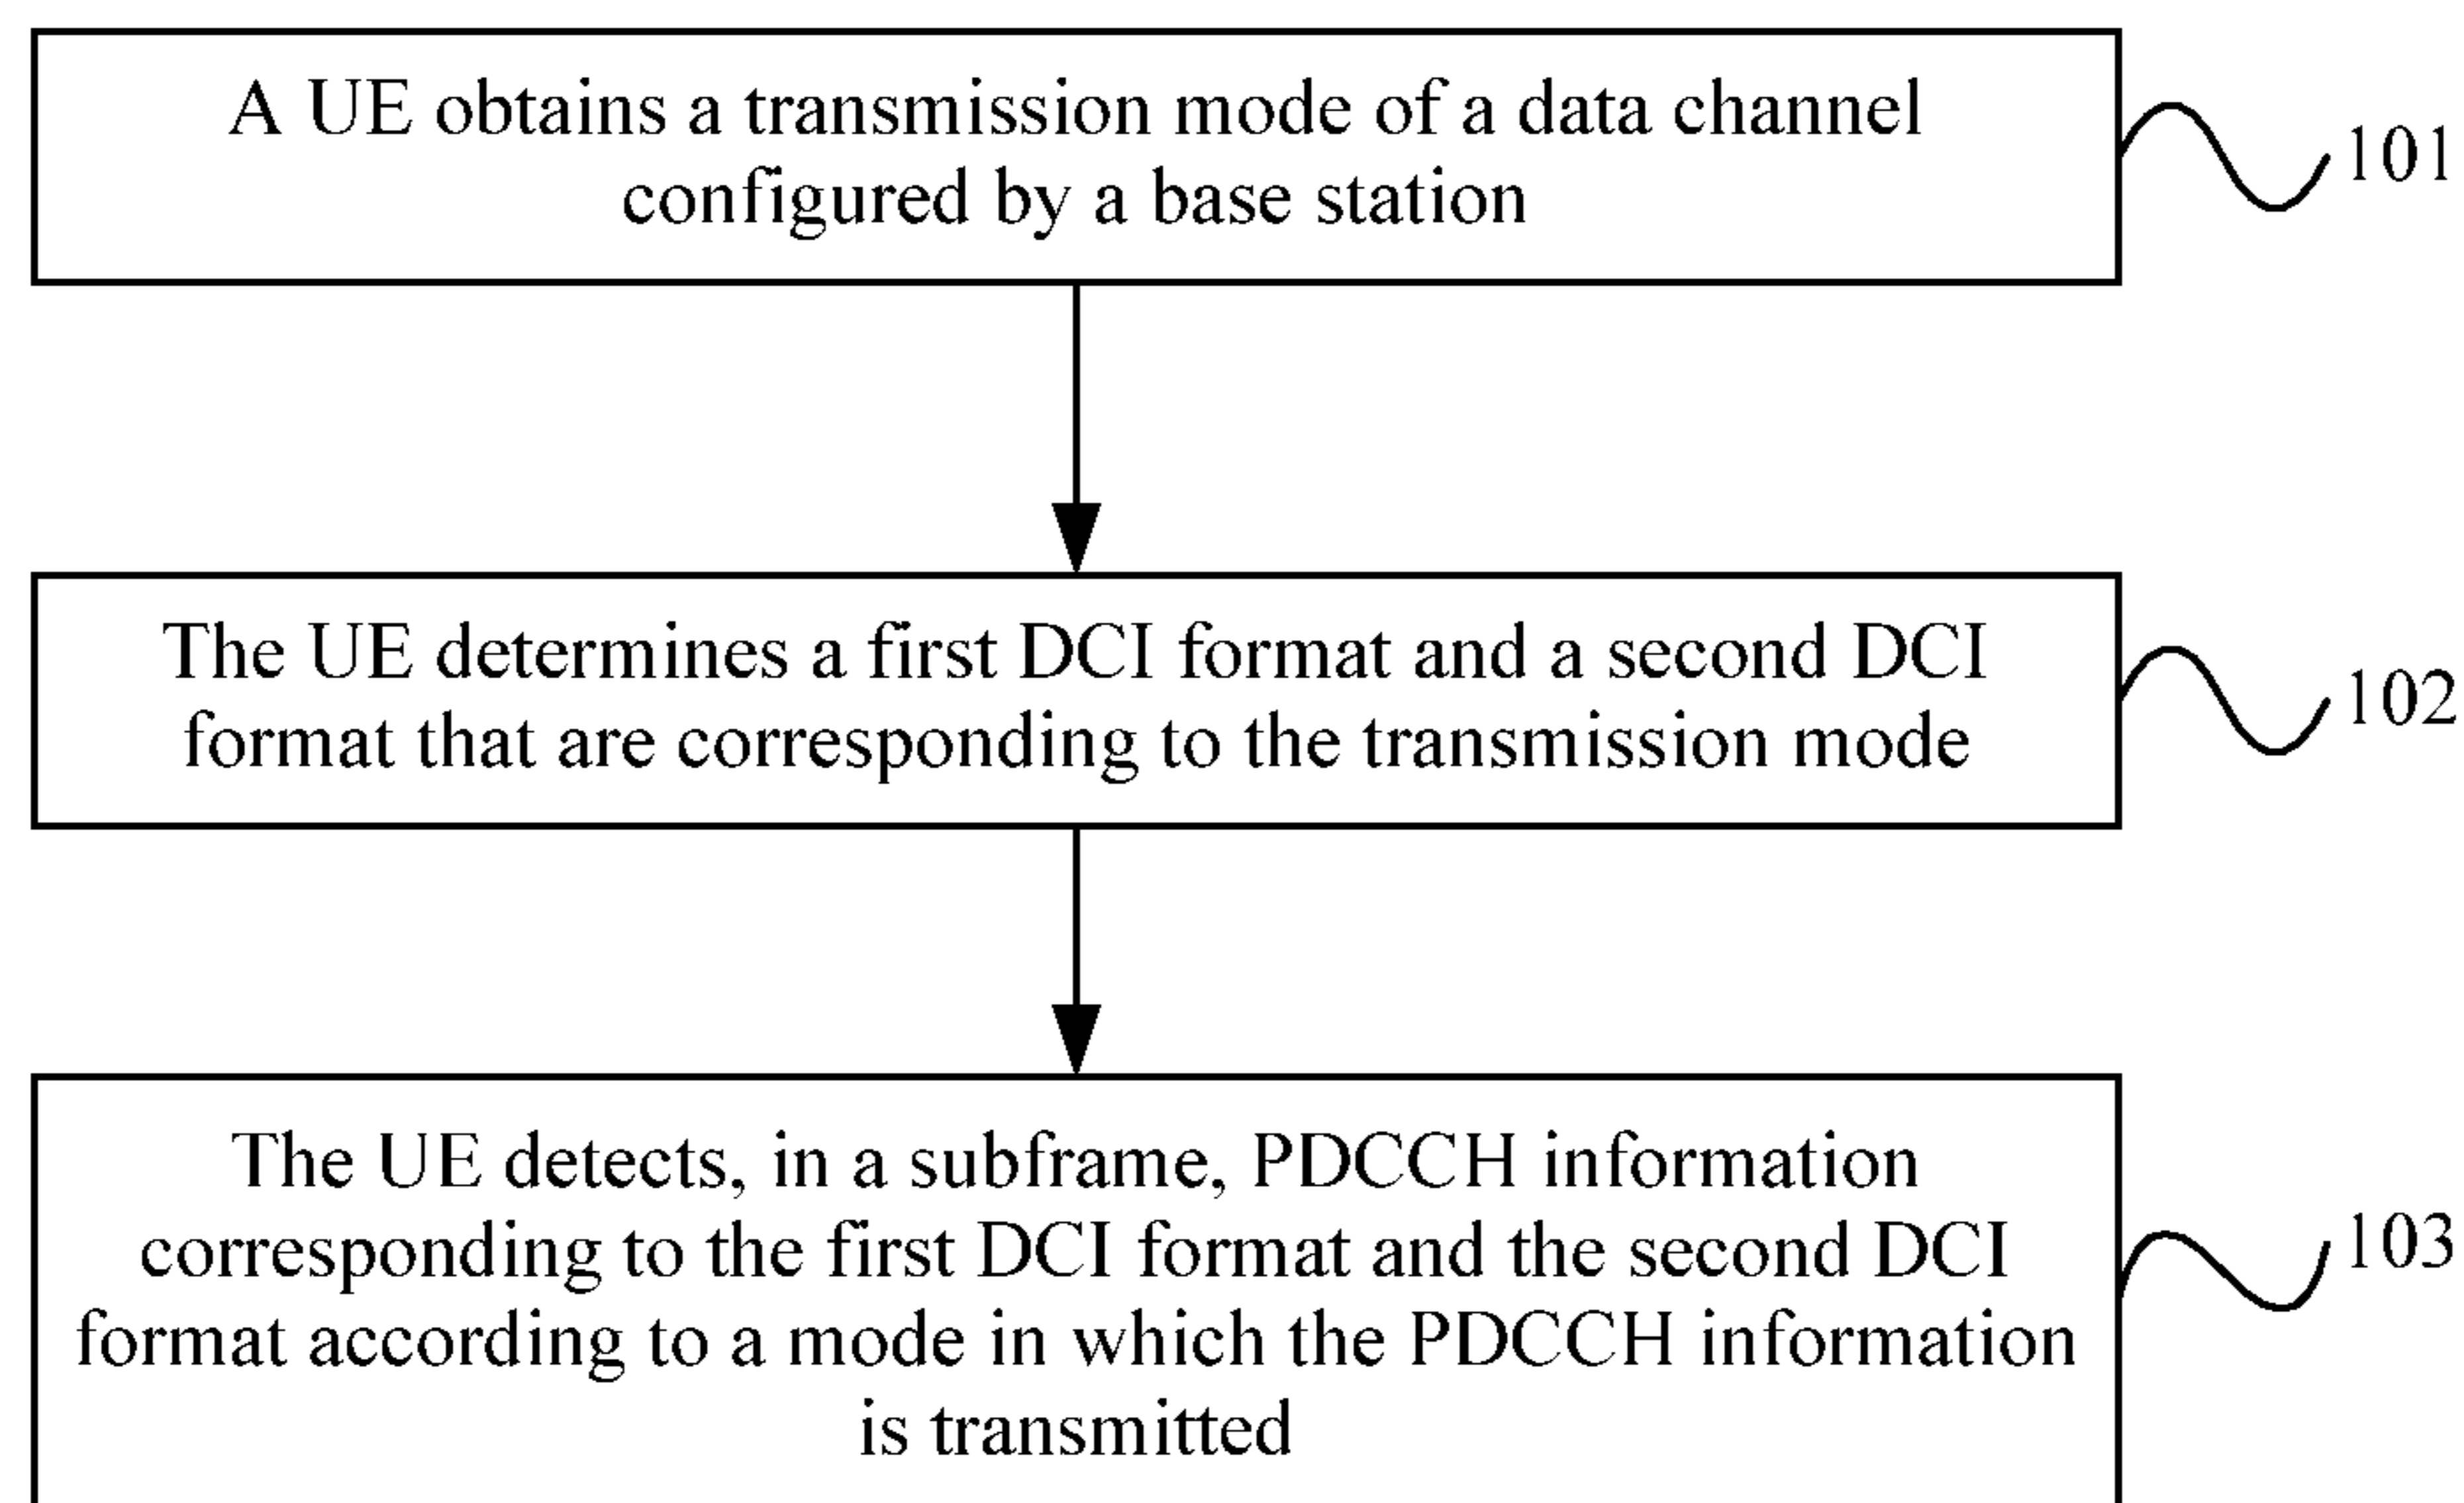 A UE obtains a transmission mode of a data channel
configured by a base station
101
The UE determines a first DCI format and a second DCI
format that are corresponding to the transmission mode
102
The UE detects, in a subframe, PDCCH information
corresponding to the first DCI format and the second DCI
format according to a mode in which the PDCCH information
is transmitted
103